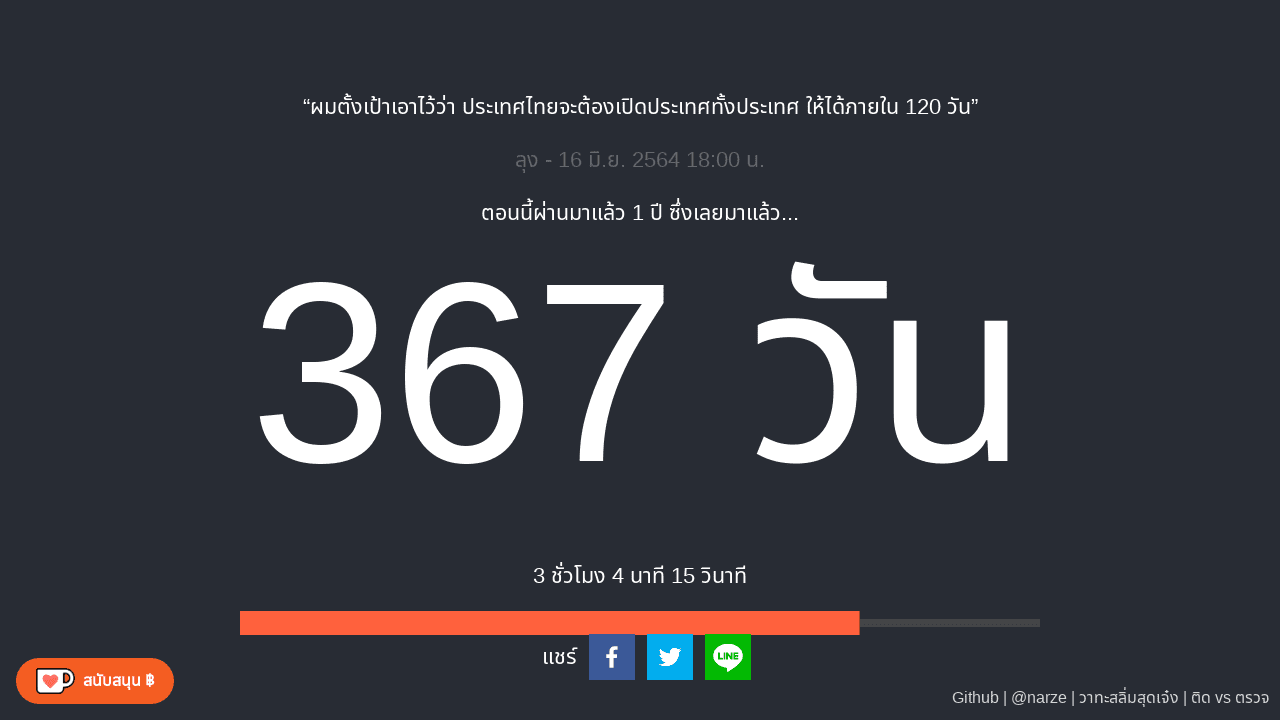 “ผมตั้งเป้าเอาไว้ว่า ประเทศไทยจะต้องเปิดประเทศทั้งประเทศ ให้ได้ภายใน 120 วัน”
ลุง - 16 มิ.ย. 2564 18:00 น.
ตอนนี้ผ่านมาแล้ว 1 ปี ซึ่งเลยมาแล้ว...
367 วัน
3 ชั่วโมง 4 นาที 15 วินาที
แชร์
LINE
สนับสนุน ฿
Github | @narze | วาทะสลิ่มสุดเจ๋ง | ติด vs ตรวจ